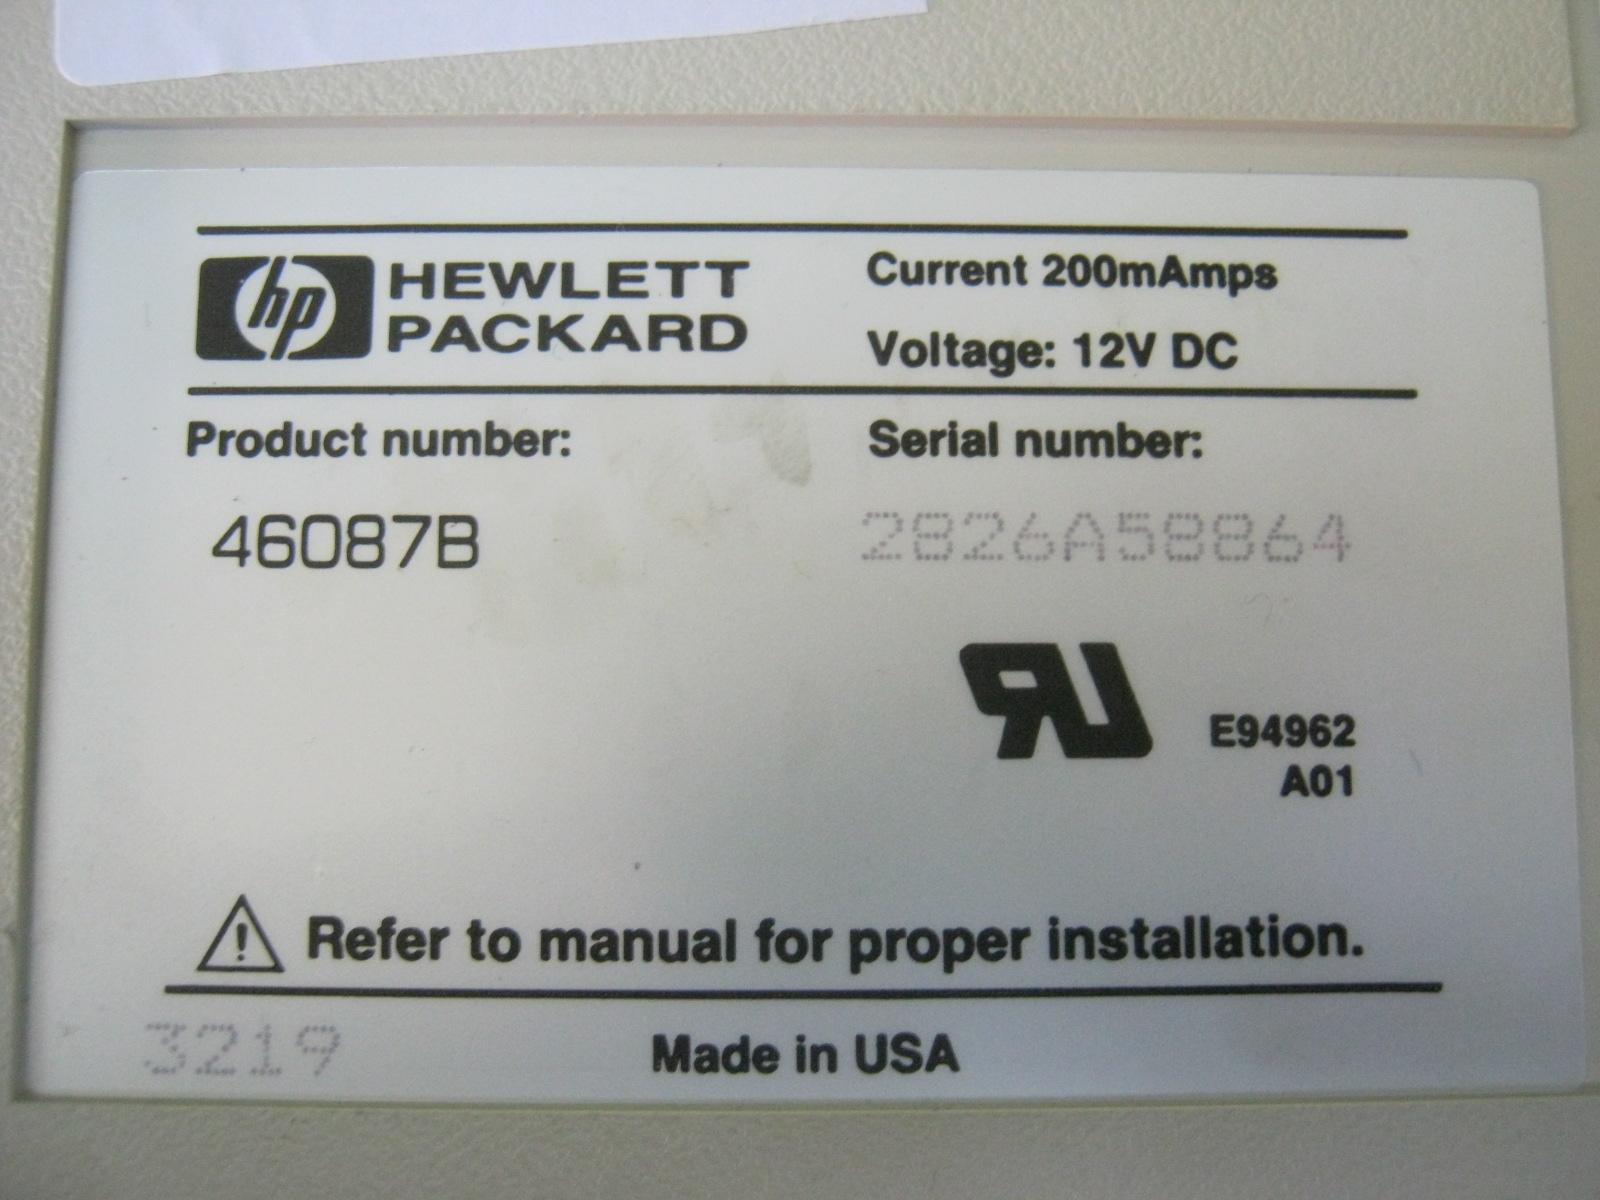 hp HEWLETT
PACKARD
Current 200mAmps
Voltage: 12V DC
Product number:
46087B
Serial number:
2826A58864
RU
E94962
A01
Refer to manual for proper installation.
3219
Made in USA